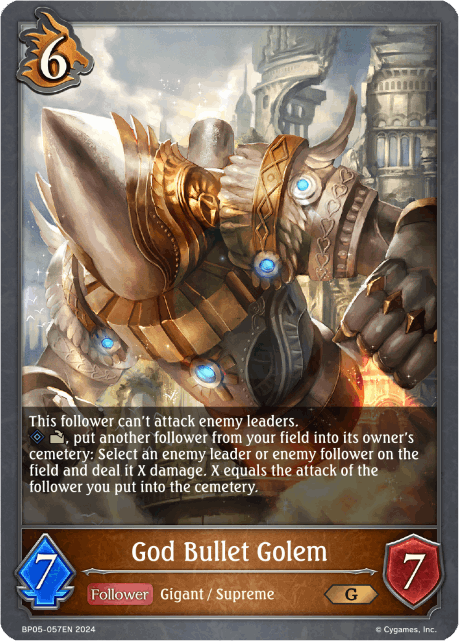 6
This follower can't attack enemy leaders.
, put another follower from your field into its owner's
cemetery: Select an enemy leader or enemy follower on the
field and deal it X damage. X equals the attack of the
follower you put into the cemetery.
God Bullet Golem
7
Follower Gigant / Supreme
G
7
BP05-057EN 2024
© Cygames, Inc.